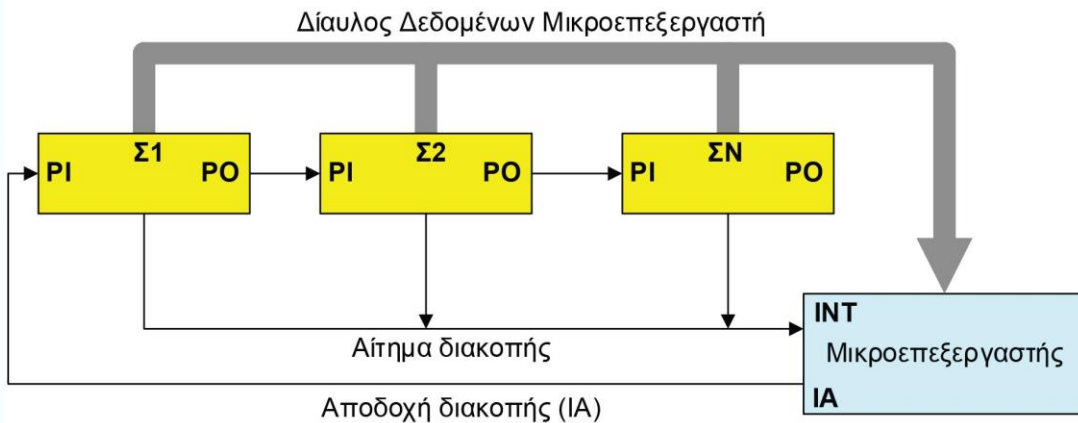 Δίαυλος Δεδομένων Μικροεπεξεργαστή
Σ1
PI
PO
Σ2
PI
PO
ΣN
PI
PO
INT
Μικροεπεξεργαστής
IA
Αίτημα διακοπής
Αποδοχή διακοπής (IA)